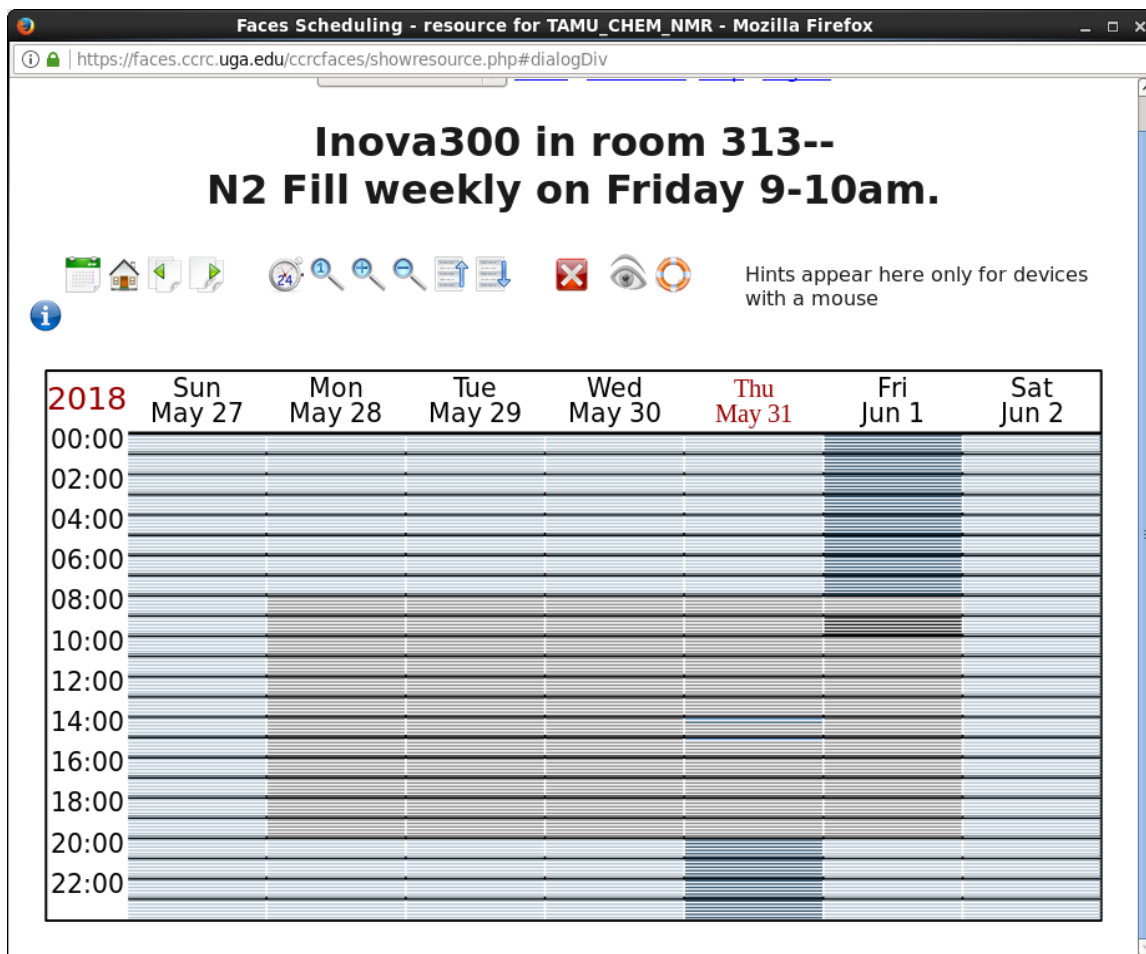 Faces Scheduling - resource for TAMU_CHEM_NMR - Mozilla Firefox
https://faces.ccrc.uga.edu/ccrcfaces/showresource.php#dialogDiv
Inova300 in room 313--
N2 Fill weekly on Friday 9-10am.
24 1
Hints appear here only for devices
with a mouse
i
2018 Sun May 27 Mon May 28 Tue May 29 Wed May 30 Thu May 31 Fri Jun 1 Sat Jun 2
00:00
02:00
04:00
06:00
08:00
10:00
12:00
14:00
16:00
18:00
20:00
22:00